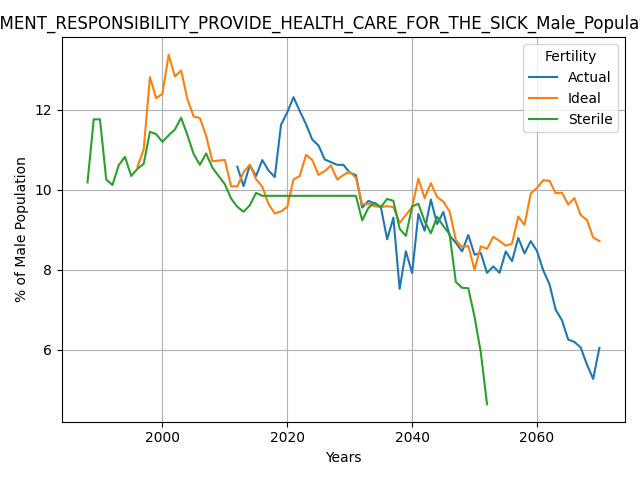 MENT_RESPONSIBILITY_PROVIDE_HEALTH_CARE_FOR_THE_SICK_Male_Popula
Fertility
Actual
Ideal
Sterile
% of Male Population
12
10
8
6
2000 2020 2040 2060
Years